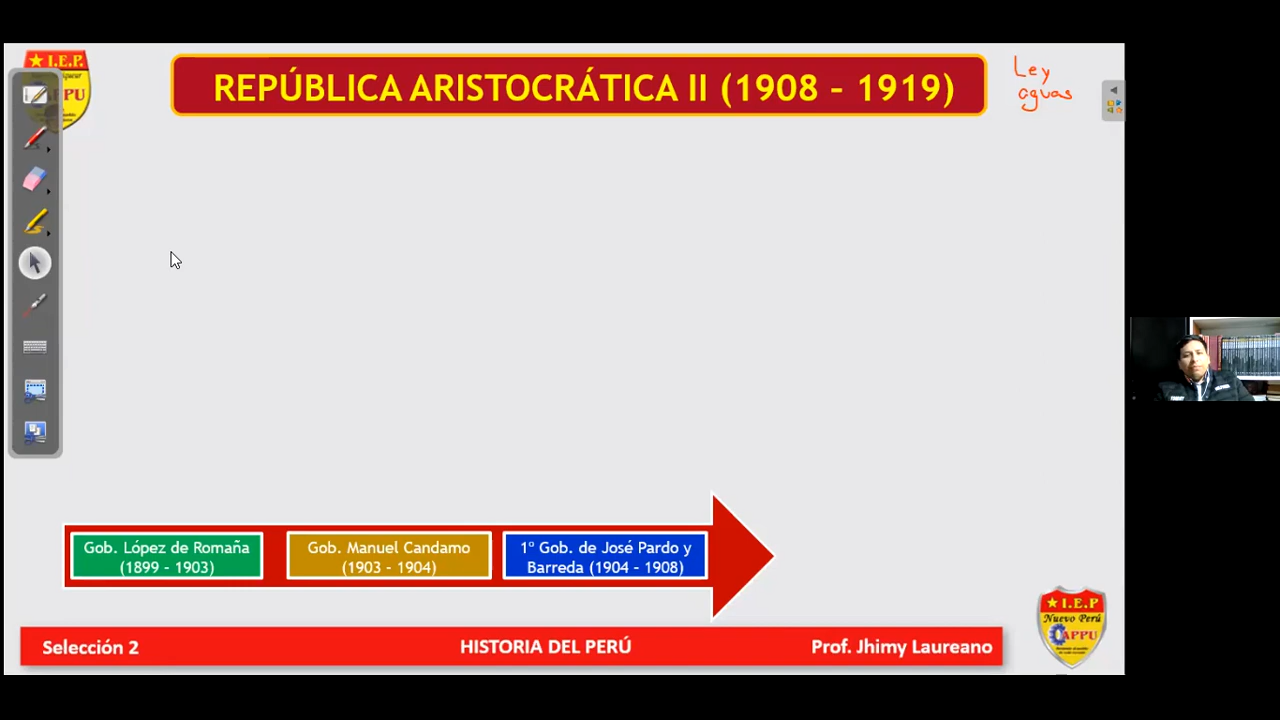 ★ I.E.P.
APPU
REPÚBLICA ARISTOCRÁTICA II (1908 - 1919)
Ley
aguas
Gob. López de Romaña
(1899 - 1903)
Gob. Manuel Candamo
(1903 - 1904)
1° Gob. de José Pardo y
Barreda (1904 - 1908)
★ I.E.P
Nuevo Perú
CAPPU
Selección 2
HISTORIA DEL PERÚ
Prof. Jhimy Laureano